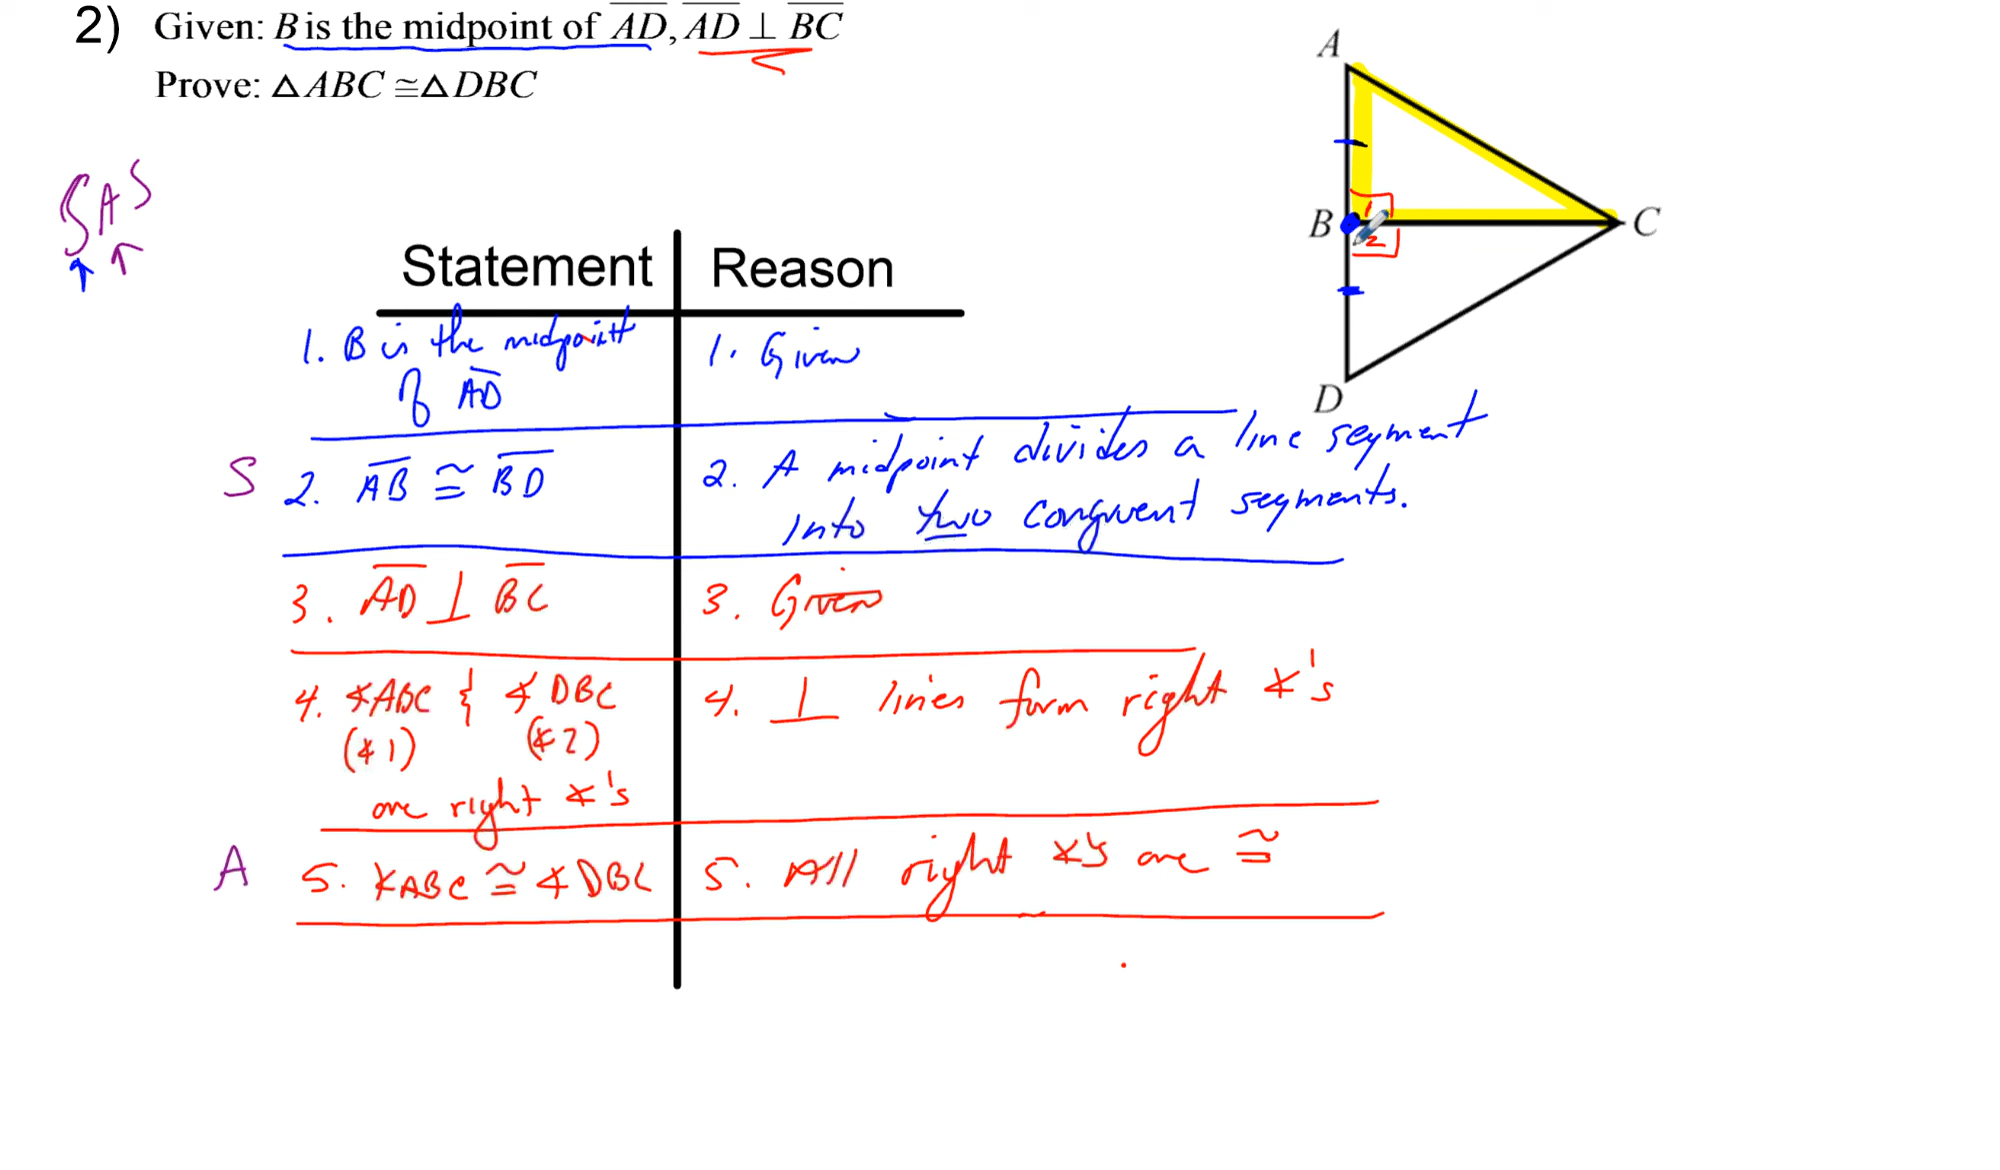 2) Given: B is the midpoint of AD, AD ⊥ BC
Prove: △ABC ≅ △DBC
A
B
1
2
C
D
SAS
Statement | Reason
1. B is the midpoint
of AD
1. Given
S 2. AB ≅ BD
2. A midpoint divides a line segment
into two congruent segments.
3. AD ⊥ BC
3. Given
4. ∡ABC & ∡DBC
(∡1) (∡2)
are right ∡'s
4. ⊥ lines form right ∡'s
A 5. ∡ABC ≅ ∡DBC
5. All right ∡'s are ≅